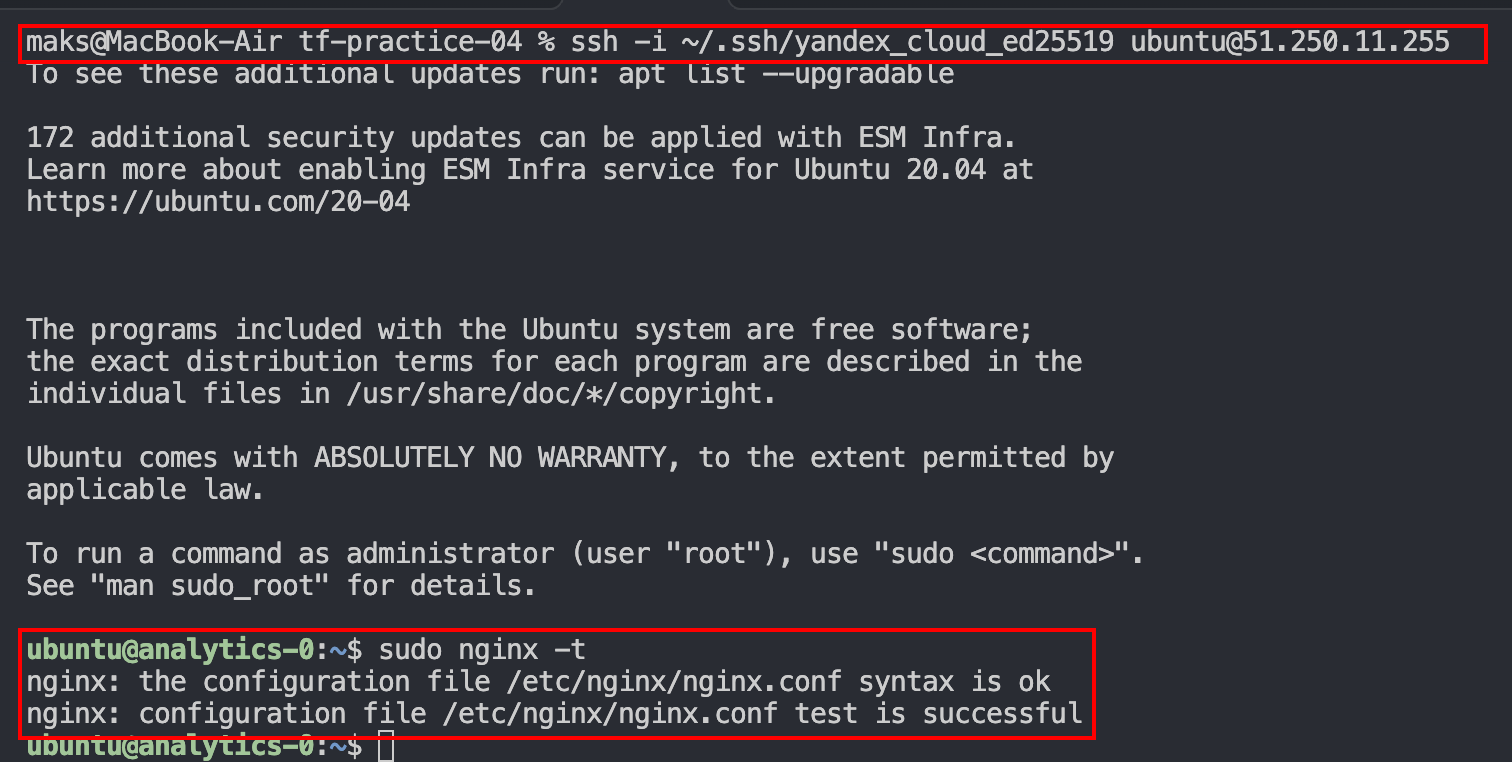 maks@MacBook-Air tf-practice-04 % ssh -i ~/.ssh/yandex_cloud_ed25519 ubuntu@51.250.11.255
To see these additional updates run: apt list --upgradable
172 additional security updates can be applied with ESM Infra.
Learn more about enabling ESM Infra service for Ubuntu 20.04 at
https://ubuntu.com/20-04
The programs included with the Ubuntu system are free software;
the exact distribution terms for each program are described in the
individual files in /usr/share/doc/*/copyright.
Ubuntu comes with ABSOLUTELY NO WARRANTY, to the extent permitted by
applicable law.
To run a command as administrator (user "root"), use "sudo <command>".
See "man sudo_root" for details.
ubuntu@analytics-0:~$ sudo nginx -t
nginx: the configuration file /etc/nginx/nginx.conf syntax is ok
nginx: configuration file /etc/nginx/nginx.conf test is successful
ubuntu@analytics-0:~$